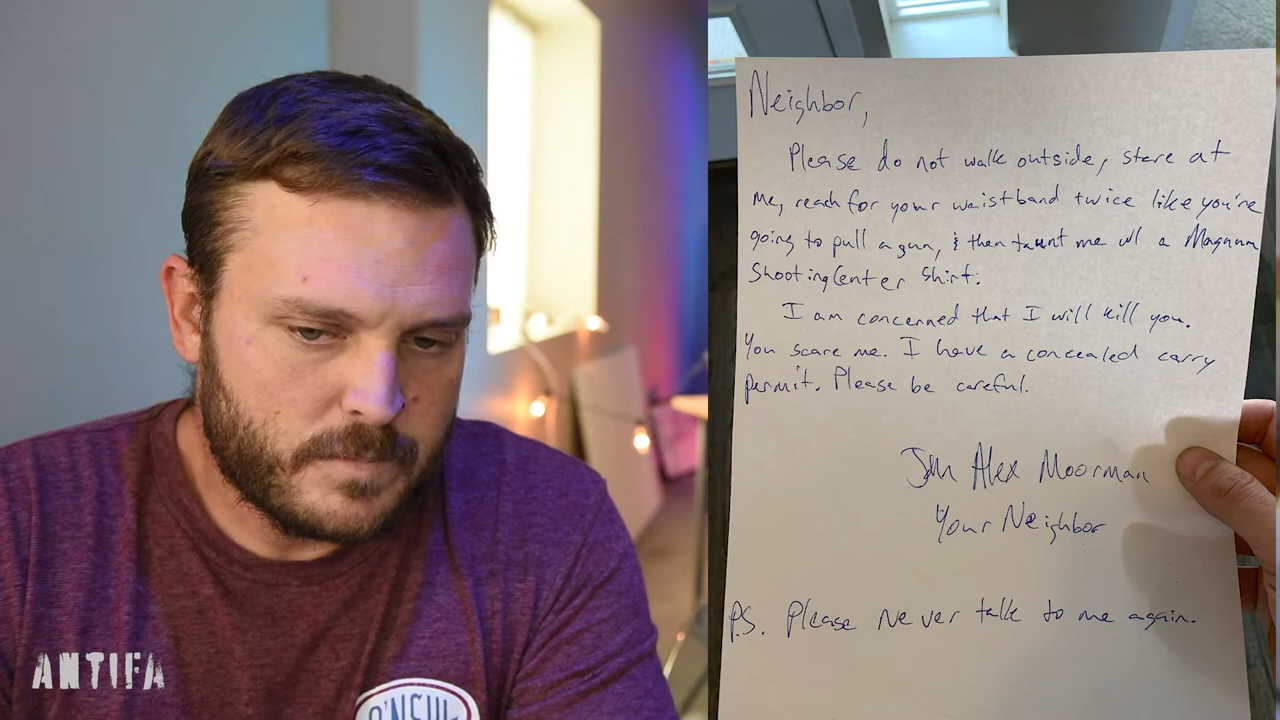 Neighbor,
Please do not walk outside, stare at
me, reach for your waistband twice like you're
going to pull a gun, & then taunt me w/ a Magnum
Shooting Center shirt.
I am concerned that I will kill you.
You scare me. I have a concealed carry
permit. Please be careful.
Jon Alex Moorman
Your Neighbor
P.S. Please never talk to me again.
ANTIFA